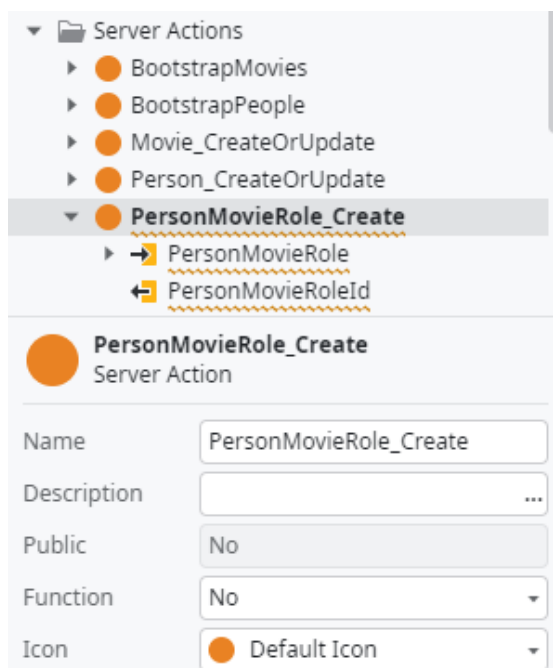 Server Actions
BootstrapMovies
BootstrapPeople
Movie_CreateOrUpdate
Person_CreateOrUpdate
PersonMovieRole_Create
PersonMovieRole
PersonMovieRoleId
PersonMovieRole_Create
Server Action
Name PersonMovieRole_Create
Description ...
Public No
Function No
Icon Default Icon